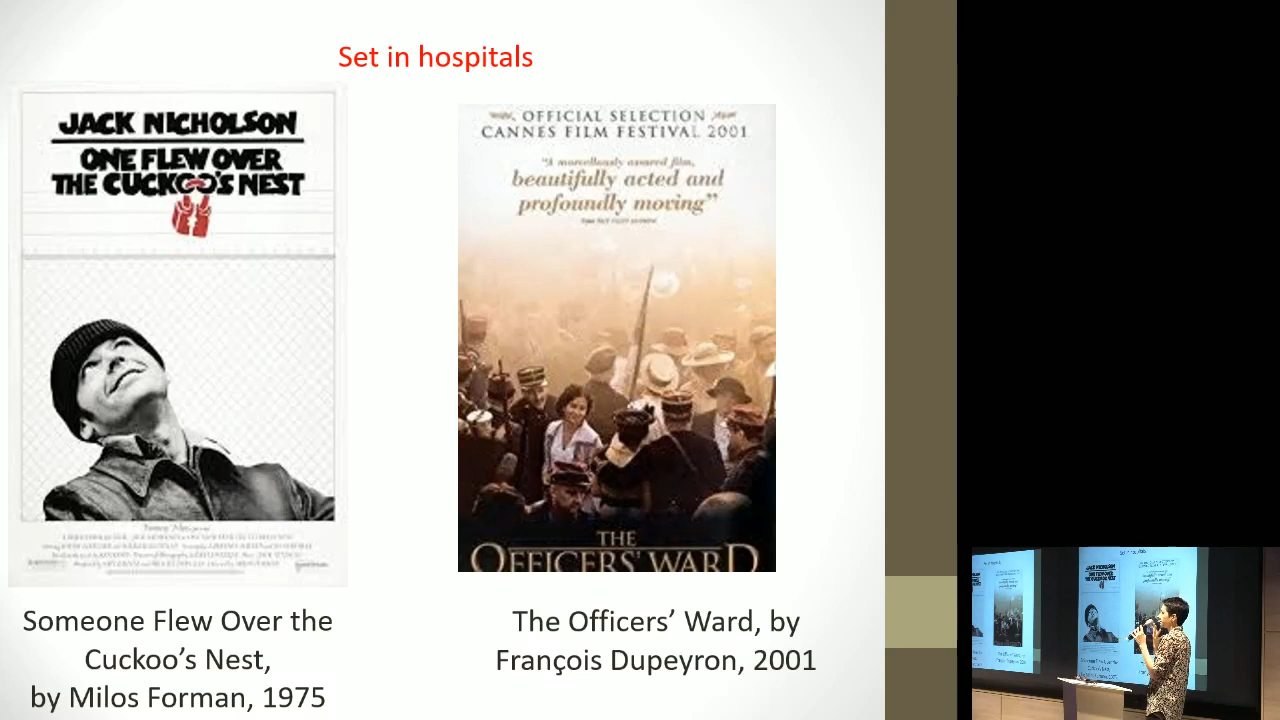 Set in hospitals
JACK NICHOLSON
ONE FLEW OVER
THE CUCKOO'S NEST
OFFICIAL SELECTION
CANNES FILM FESTIVAL 2001
"A marvellously assured film,
beautifully acted and
profoundly moving"
THE
OFFICERS' WARD
Someone Flew Over the
Cuckoo's Nest,
by Milos Forman, 1975
The Officers' Ward, by
François Dupeyron, 2001